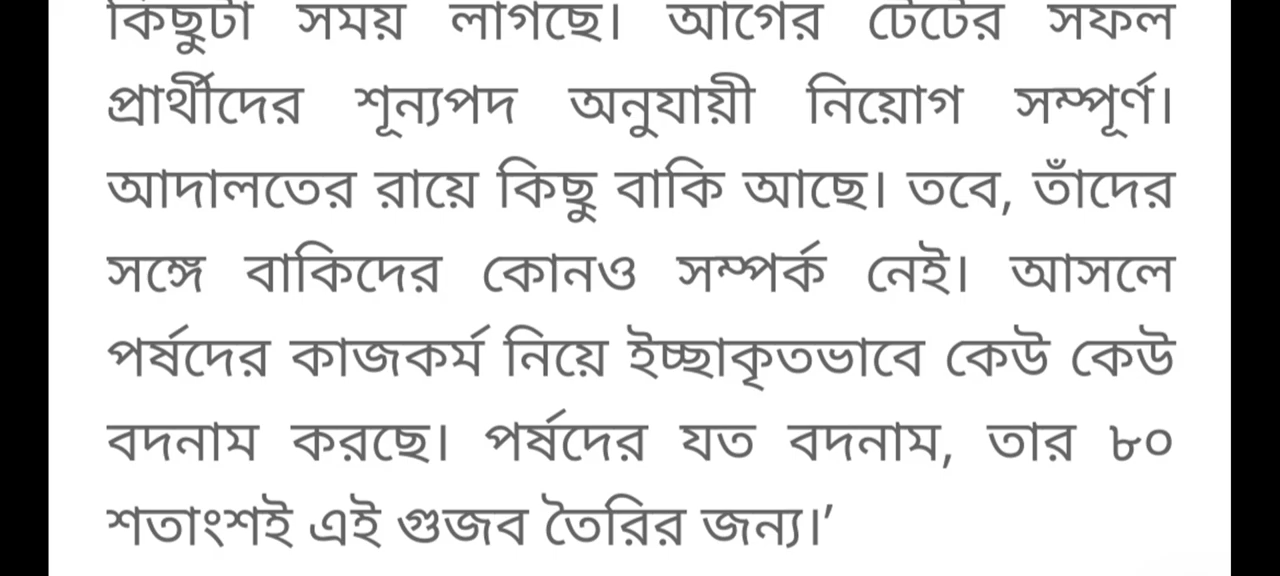 কিছুটা সময় লাগছে। আগের টেটের সফল
প্রার্থীদের শূন্যপদ অনুযায়ী নিয়োগ সম্পূর্ণ।
আদালতের রায়ে কিছু বাকি আছে। তবে, তাঁদের
সঙ্গে বাকিদের কোনও সম্পর্ক নেই। আসলে
পর্ষদের কাজকর্ম নিয়ে ইচ্ছাকৃতভাবে কেউ কেউ
বদনাম করছে। পর্ষদের যত বদনাম, তার ৮০
শতাংশই এই গুজব তৈরির জন্য।’